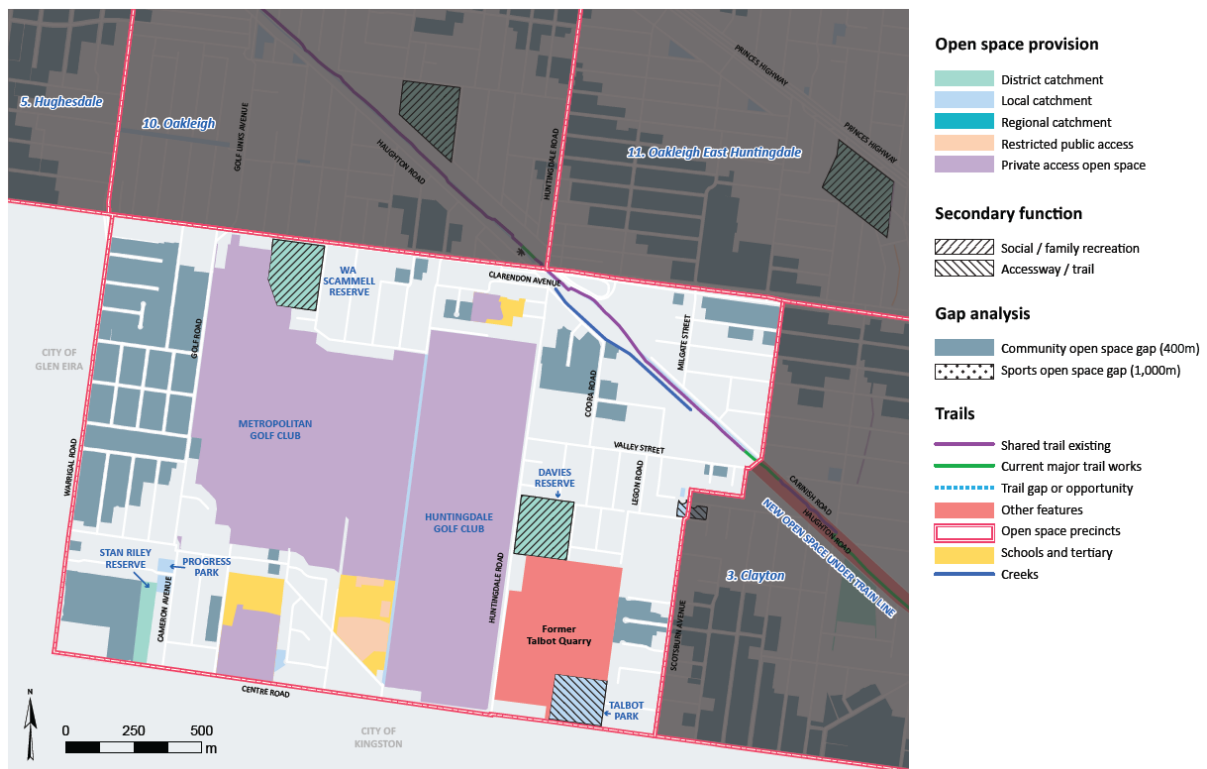 5. Hughesdale
10. Oakleigh
GOLF LINKS AVENUE
HAUGHTON ROAD
HUNTINGDALE ROAD
PRINCES HIGHWAY
PRINCES HIGHWAY
11. Oakleigh East Huntingdale
*
CLARENDON AVENUE
WA
SCAMMELL
RESERVE
GOLF ROAD
MILGATE STREET
CITY OF
GLEN EIRA
COORA ROAD
METROPOLITAN
GOLF CLUB
WARRIGAL ROAD
VALLEY STREET
LEGON ROAD
DAVIES
RESERVE
CARINISH ROAD
HAUGHTON ROAD
NEW OPEN SPACE UNDER TRAIN LINE
HUNTINGDALE
GOLF CLUB
STAN RILEY
RESERVE
PROGRESS
PARK
CAMERON AVENUE
HUNTINGDALE ROAD
3. Clayton
Former
Talbot Quarry
SCOTSBURN AVENUE
CENTRE ROAD
TALBOT
PARK
CITY OF
KINGSTON
N
0 250 500
m
Open space provision
District catchment
Local catchment
Regional catchment
Restricted public access
Private access open space
Secondary function
Social / family recreation
Accessway / trail
Gap analysis
Community open space gap (400m)
Sports open space gap (1,000m)
Trails
Shared trail existing
Current major trail works
Trail gap or opportunity
Other features
Open space precincts
Schools and tertiary
Creeks